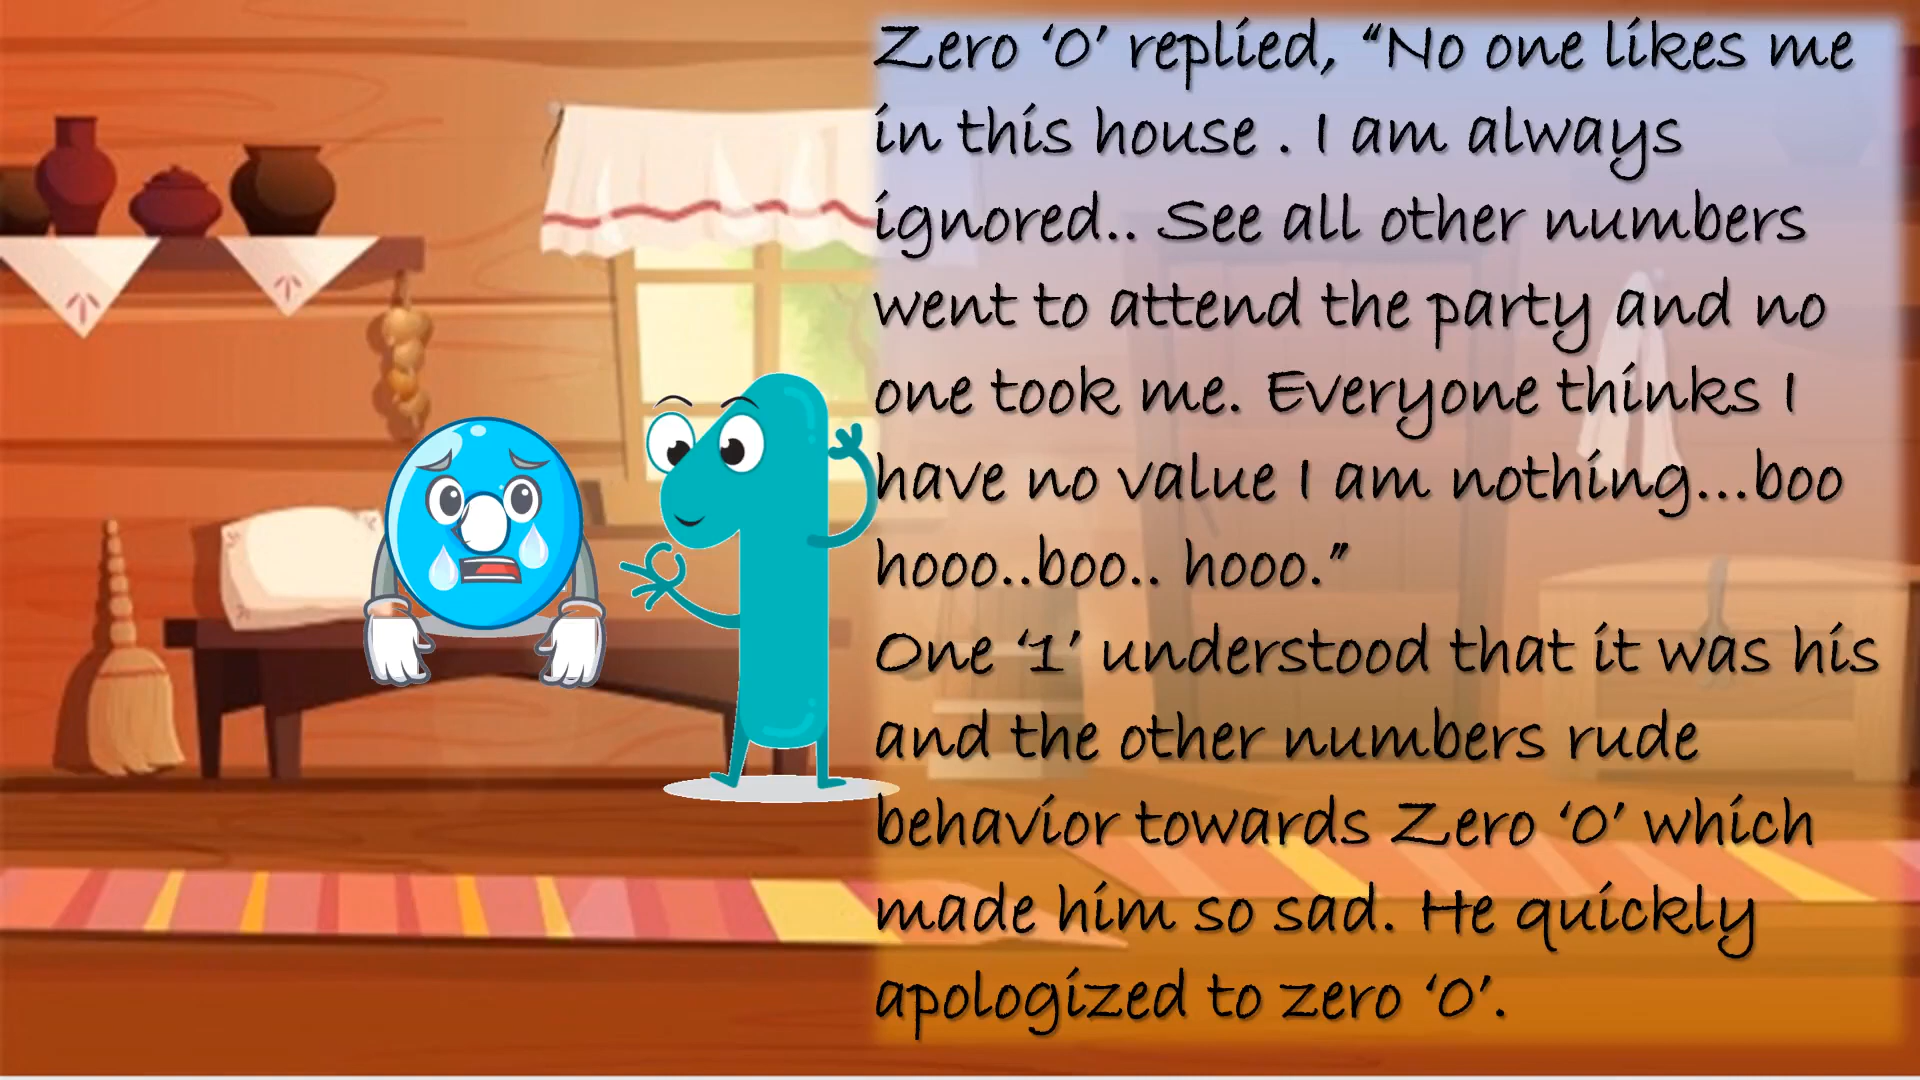 Zero ‘0’ replied, “No one likes me
in this house . I am always
ignored.. See all other numbers
went to attend the party and no
one took me. Everyone thinks I
have no value I am nothing...boo
hooo..boo.. hooo.”
One ‘1’ understood that it was his
and the other numbers rude
behavior towards Zero ‘0’ which
made him so sad. He quickly
apologized to zero ‘0’.